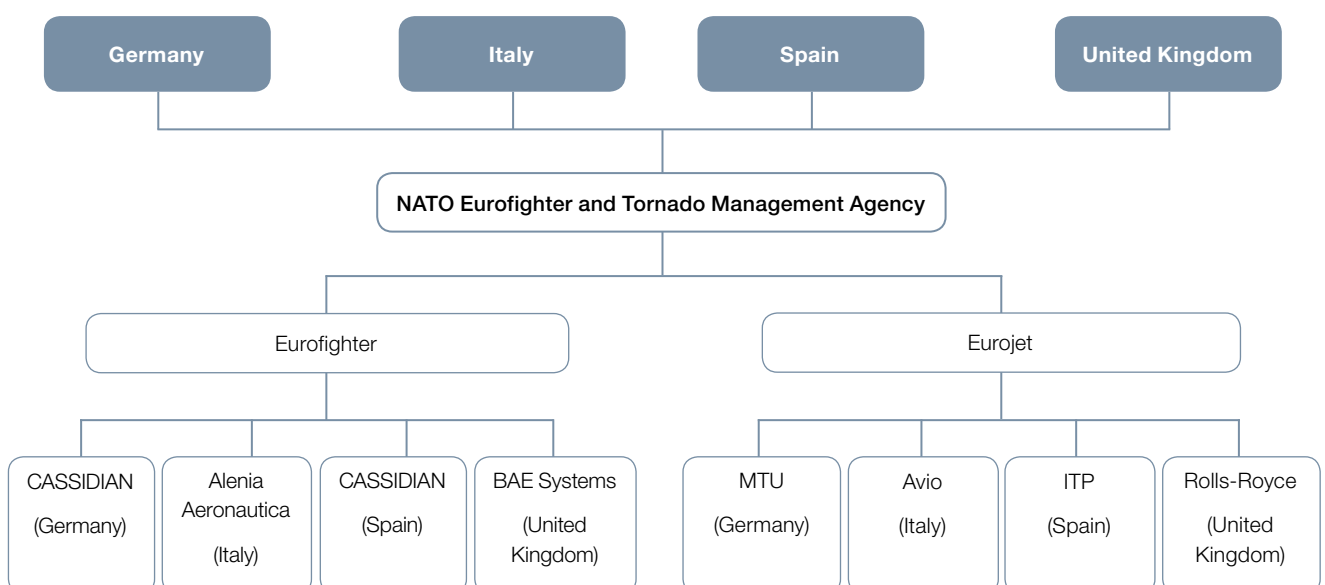 Germany
Italy
Spain
United Kingdom
NATO Eurofighter and Tornado Management Agency
Eurofighter
Eurojet
CASSIDIAN
(Germany)
Alenia
Aeronautica
(Italy)
CASSIDIAN
(Spain)
BAE Systems
(United
Kingdom)
MTU
(Germany)
Avio
(Italy)
ITP
(Spain)
Rolls-Royce
(United
Kingdom)